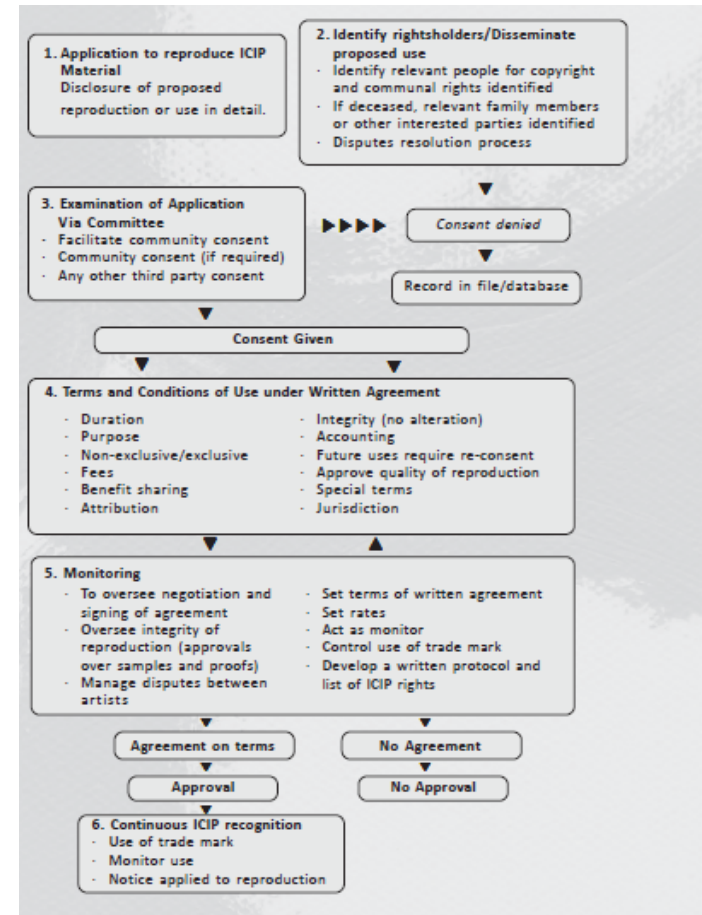 1. Application to reproduce ICIP
Material
Disclosure of proposed
reproduction or use in detail.
2. Identify rightsholders/Disseminate
proposed use
· Identify relevant people for copyright
and communal rights identified
· If deceased, relevant family members
or other interested parties identified
· Disputes resolution process
3. Examination of Application
Via Committee
· Facilitate community consent
· Community consent (if required)
· Any other third party consent
Consent denied
Record in file/database
Consent Given
4. Terms and Conditions of Use under Written Agreement
· Duration
· Purpose
· Non-exclusive/exclusive
· Fees
· Benefit sharing
· Attribution
· Integrity (no alteration)
· Accounting
· Future uses require re-consent
· Approve quality of reproduction
· Special terms
· Jurisdiction
5. Monitoring
· To oversee negotiation and
signing of agreement
· Oversee integrity of
reproduction (approvals
over samples and proofs)
· Manage disputes between
artists
· Set terms of written agreement
· Set rates
· Act as monitor
· Control use of trade mark
· Develop a written protocol and
list of ICIP rights
Agreement on terms
No Agreement
Approval
No Approval
6. Continuous ICIP recognition
· Use of trade mark
· Monitor use
· Notice applied to reproduction